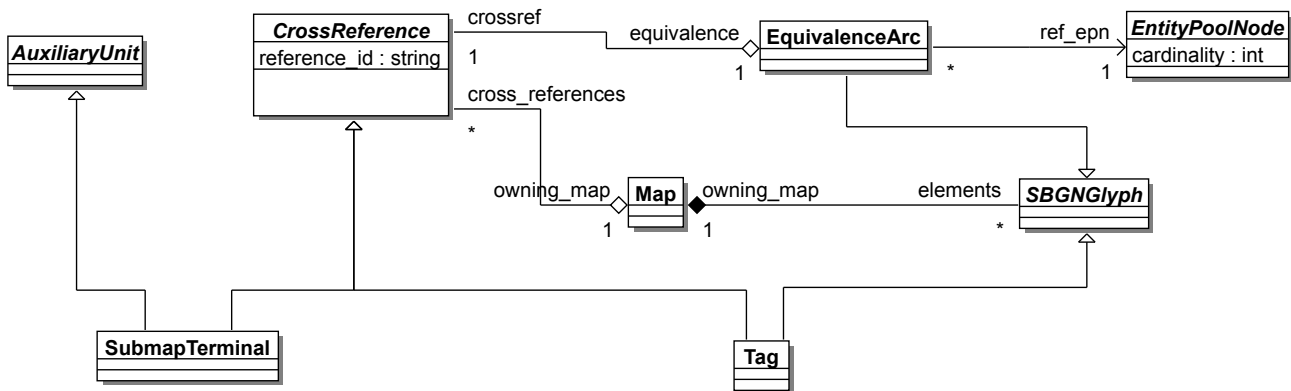 CrossReference
reference_id : string
crossref
1
equivalence
1
EquivalenceArc
*
ref_epn
1
EntityPoolNode
cardinality : int
AuxiliaryUnit
cross_references
*
owning_map
1
Map
owning_map
1
elements
*
SBGNGlyph
SubmapTerminal
Tag